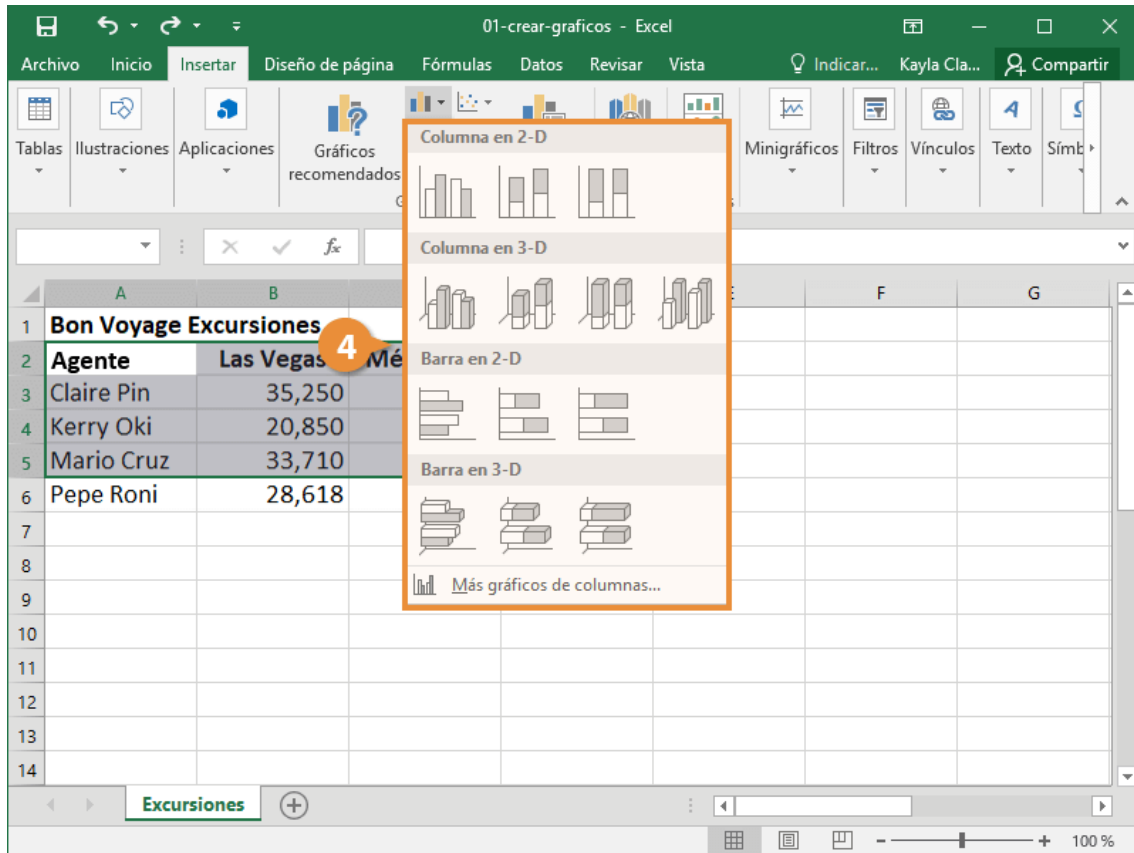 01-crear-graficos - Excel
Archivo Inicio Insertar Diseño de página Fórmulas Datos Revisar Vista Indicar... Kayla Cla... Compartir
Tablas Ilustraciones Aplicaciones Gráficos recomendados Minigráficos Filtros Vínculos Texto
Columna en 2-D
Columna en 3-D
Barra en 2-D
Barra en 3-D
Más gráficos de columnas...
fx
A B F G
1 Bon Voyage Excursiones
4
2 Agente Las Vegas
3 Claire Pin 35,250
4 Kerry Oki 20,850
5 Mario Cruz 33,710
6 Pepe Roni 28,618
7
8
9
10
11
12
13
14
Excursiones
100 %